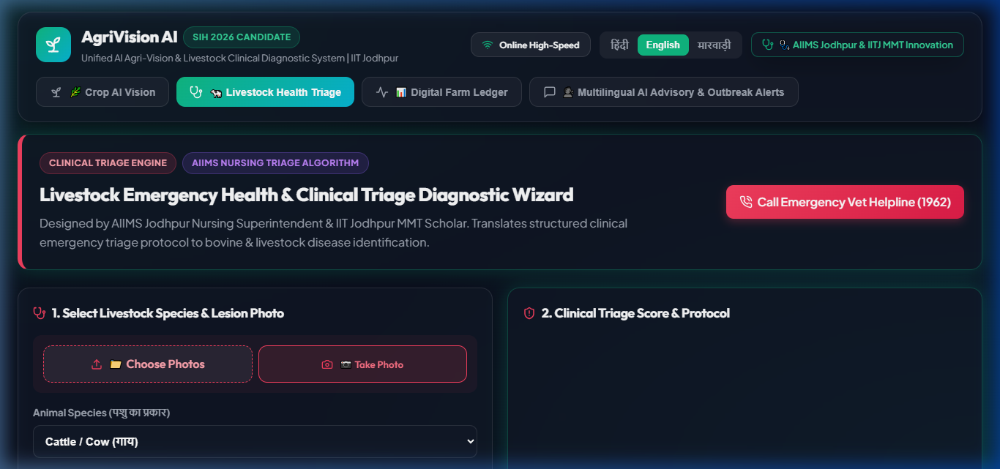 AgriVision AI
SIH 2026 CANDIDATE
Unified AI Agri-Vision & Livestock Clinical Diagnostic System | IIT Jodhpur
Online High-Speed
हिंदी
English
मारवाड़ी
AIIMS Jodhpur & IITJ MMT Innovation
Crop AI Vision
Livestock Health Triage
Digital Farm Ledger
Multilingual AI Advisory & Outbreak Alerts
CLINICAL TRIAGE ENGINE
AIIMS NURSING TRIAGE ALGORITHM
Livestock Emergency Health & Clinical Triage Diagnostic Wizard
Designed by AIIMS Jodhpur Nursing Superintendent & IIT Jodhpur MMT Scholar. Translates structured clinical
emergency triage protocol to bovine & livestock disease identification.
Call Emergency Vet Helpline (1962)
1. Select Livestock Species & Lesion Photo
Choose Photos
Take Photo
Animal Species (पशु का प्रकार)
Cattle / Cow (गाय)
2. Clinical Triage Score & Protocol